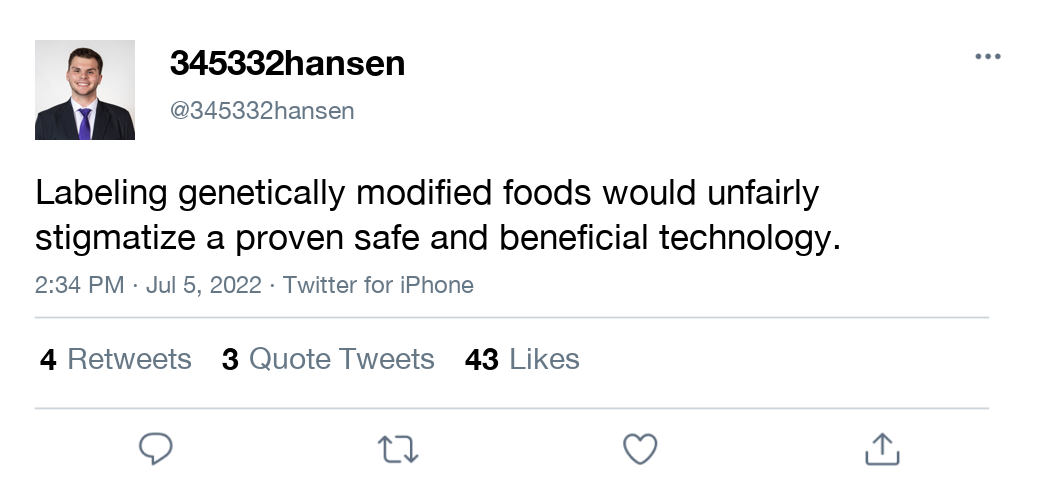 345332hansen
@345332hansen
Labeling genetically modified foods would unfairly
stigmatize a proven safe and beneficial technology.
2:34 PM · Jul 5, 2022 · Twitter for iPhone
4 Retweets 3 Quote Tweets 43 Likes